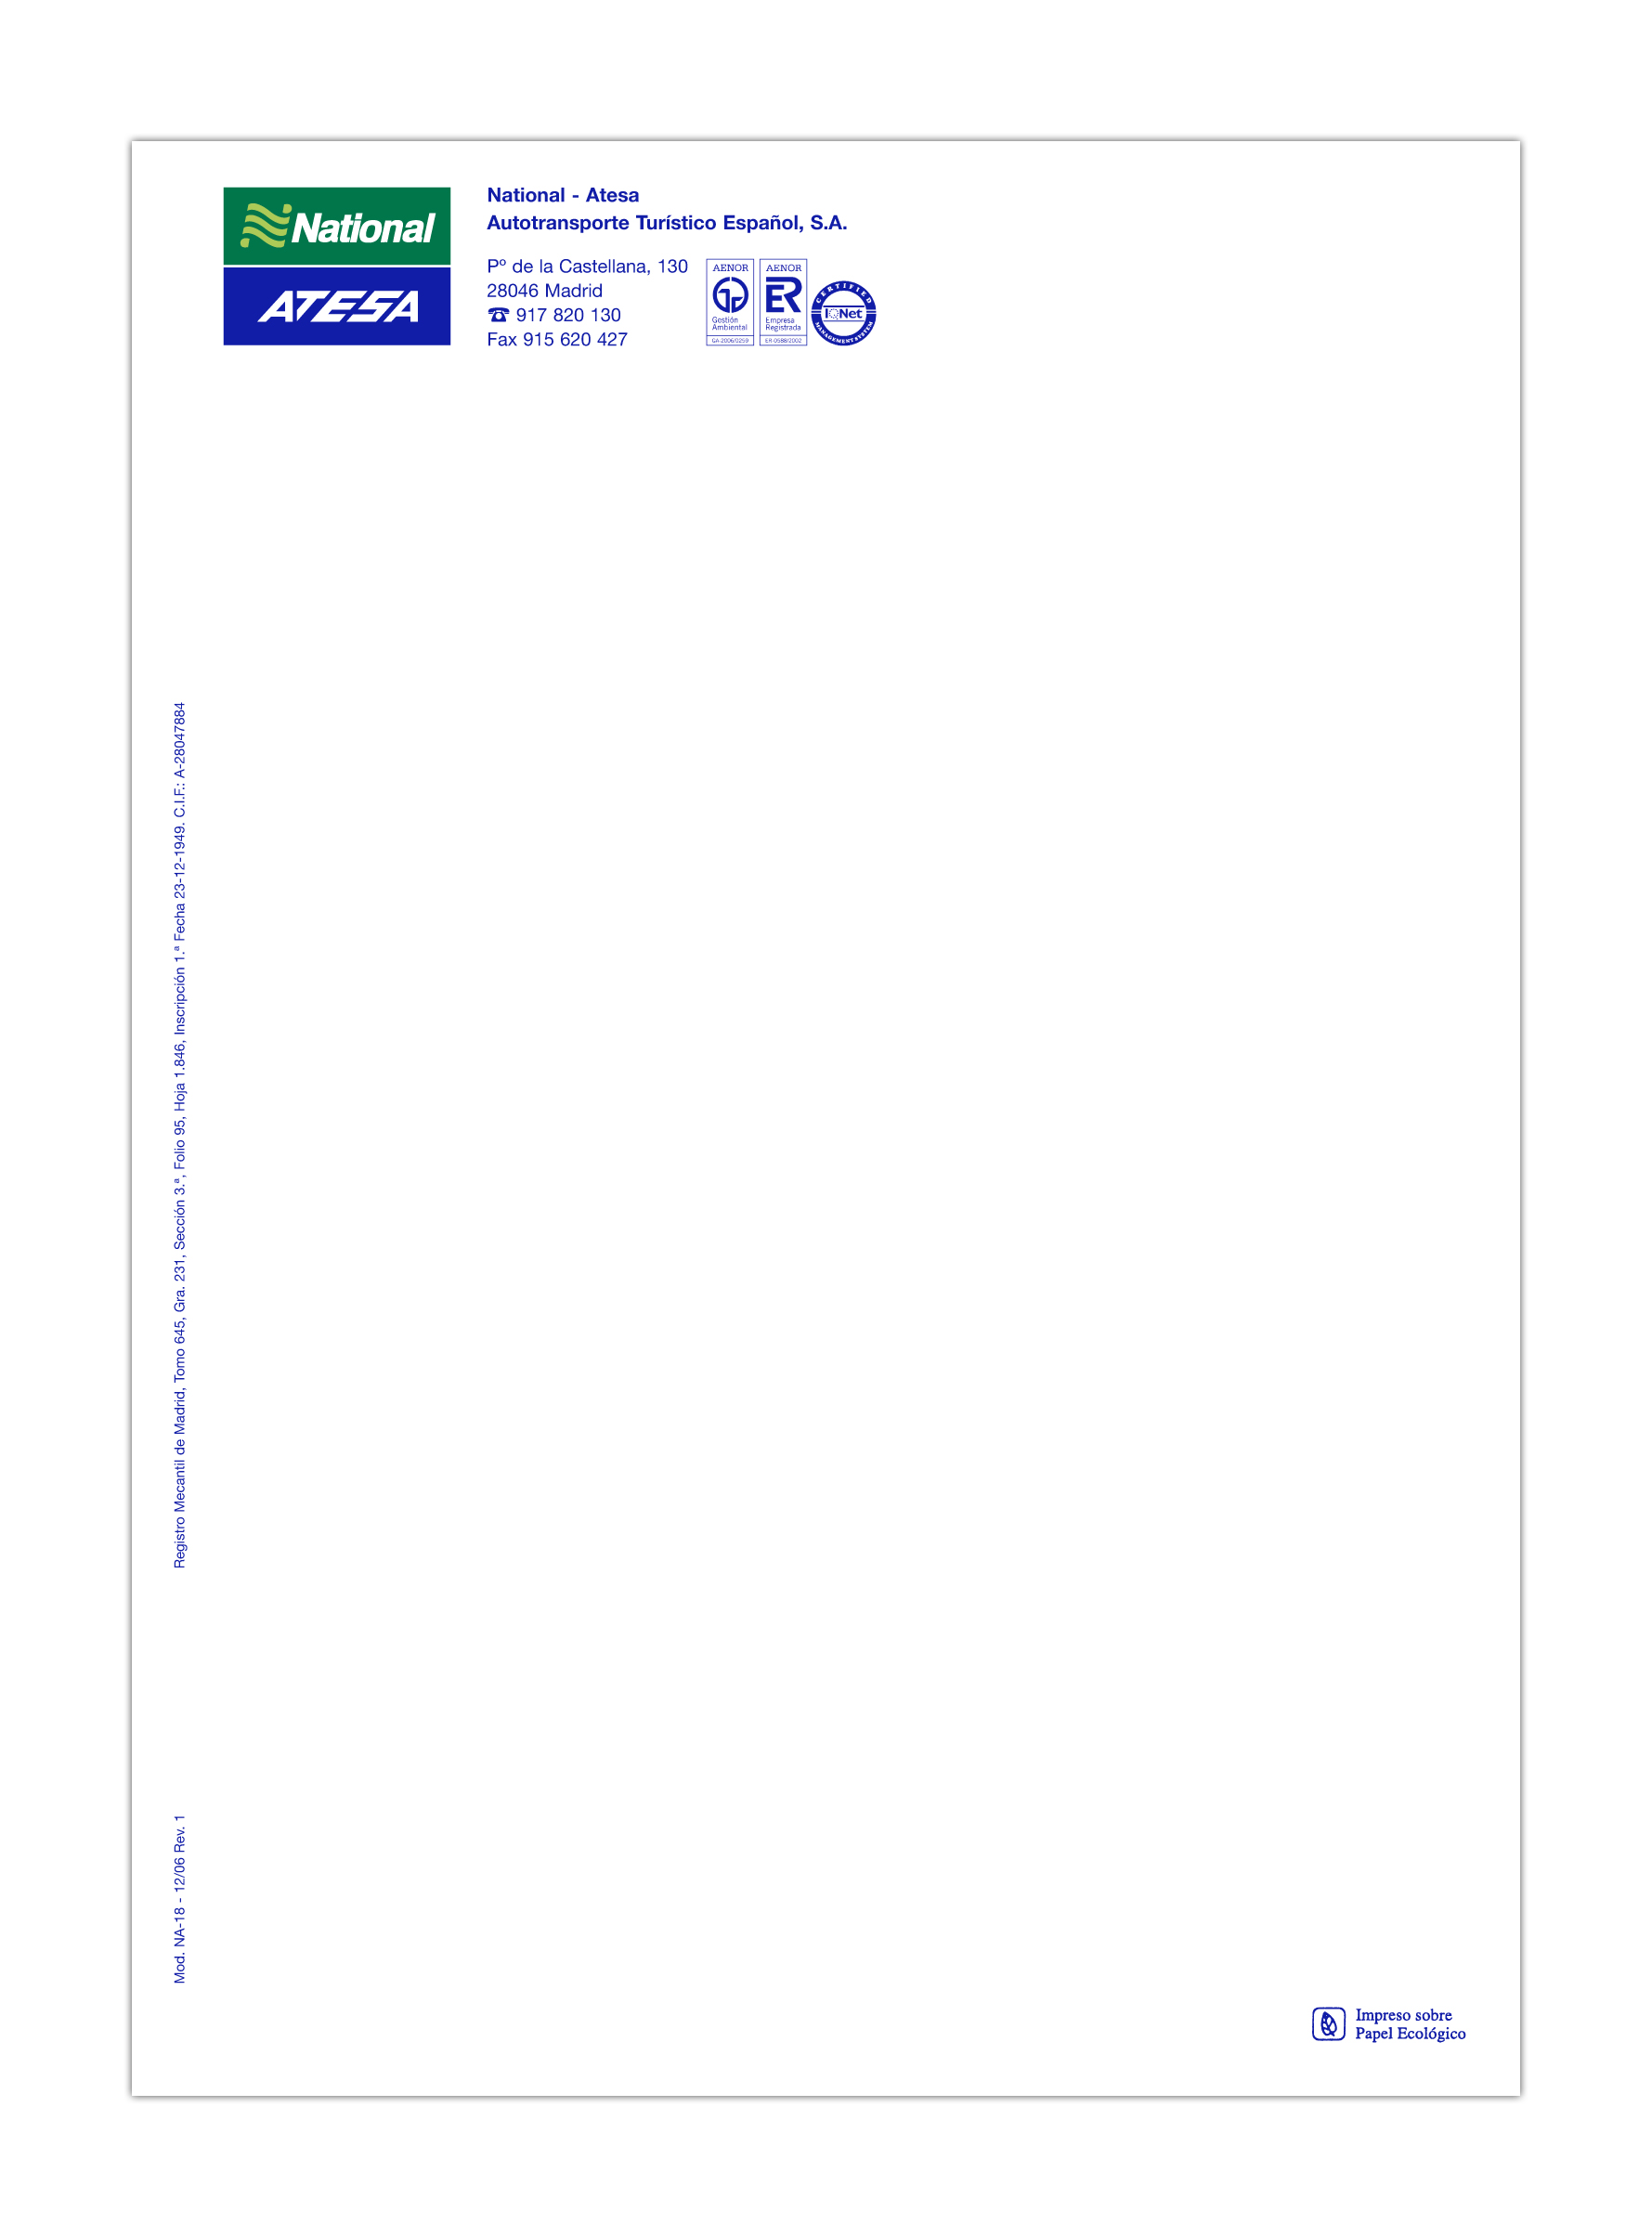 National
ATESA
National - Atesa
Autotransporte Turístico Español, S.A.
Pº de la Castellana, 130
28046 Madrid
☎ 917 820 130
Fax 915 620 427
AENOR
Gestión
Ambiental
GA-2006/0259
AENOR
ER
Empresa
Registrada
ER-0588/2002
CERTIFIED
IQNet
MANAGEMENT SYSTEM
Registro Mecantil de Madrid, Tomo 645, Gra. 231, Sección 3.ª, Folio 95, Hoja 1.846, Inscripción 1.ª Fecha 23-12-1949. C.I.F.: A-28047884
Mod. NA-18 - 12/06 Rev. 1
Impreso sobre
Papel Ecológico